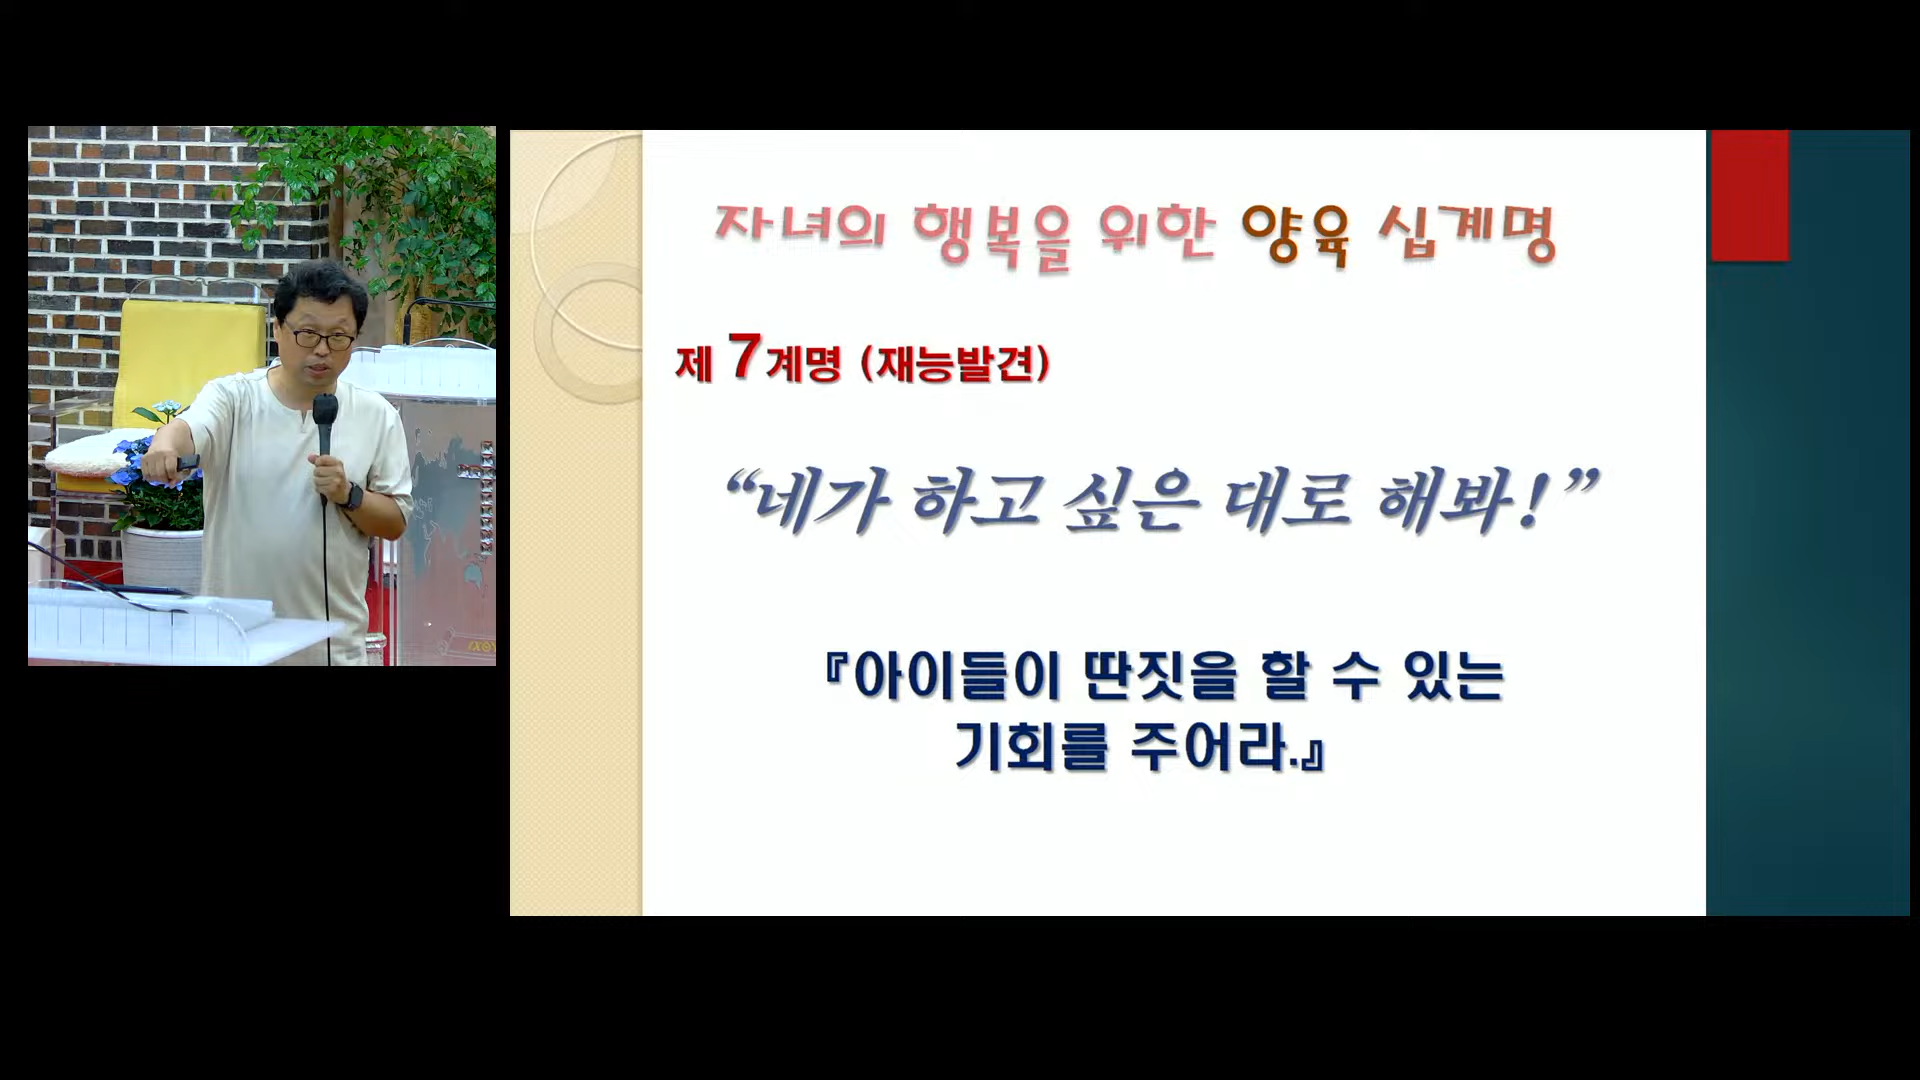 자녀의 행복을 위한 양육 십계명
제 7계명 (재능발견)
“네가 하고 싶은 대로 해봐!”
『아이들이 딴짓을 할 수 있는
기회를 주어라.』